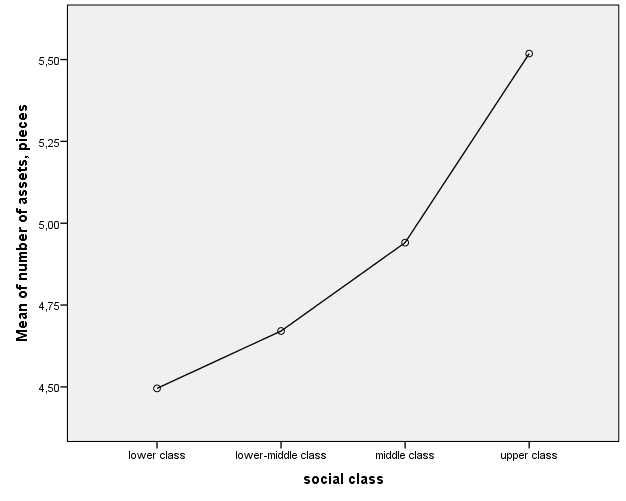 Mean of number of assets, pieces
5,50
5,25
5,00
4,75
4,50
lower class
lower-middle class
middle class
upper class
social class